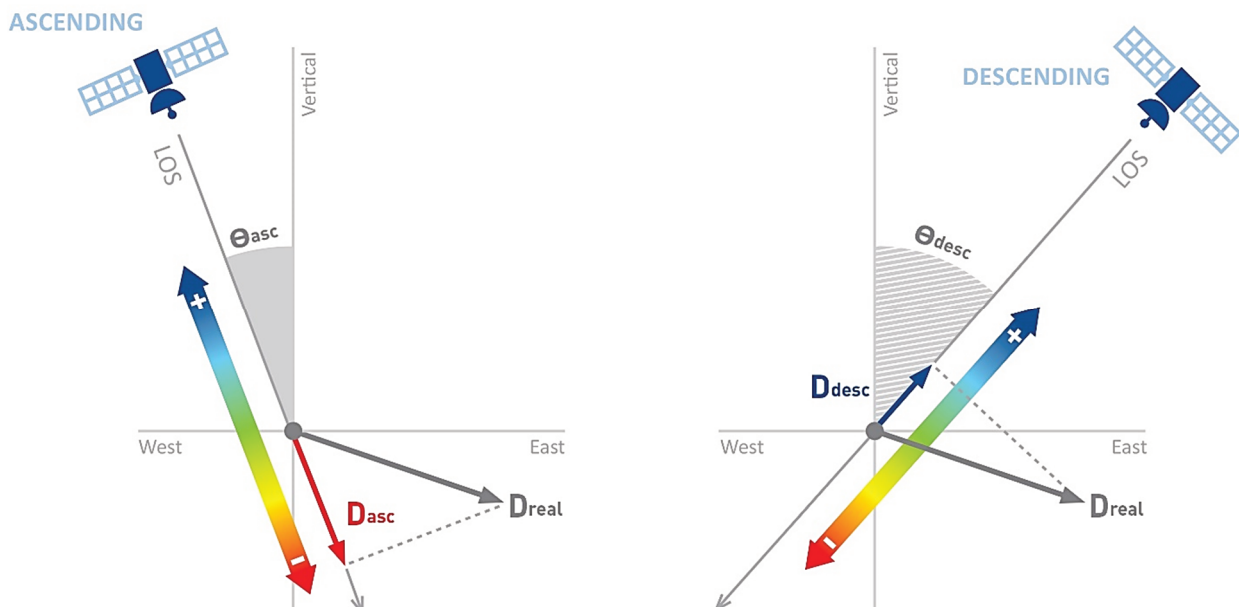 ASCENDING
Vertical
LOS
θasc
+
West
East
Dasc
Dreal
-
DESCENDING
Vertical
LOS
θdesc
+
Ddesc
West
East
Dreal
-